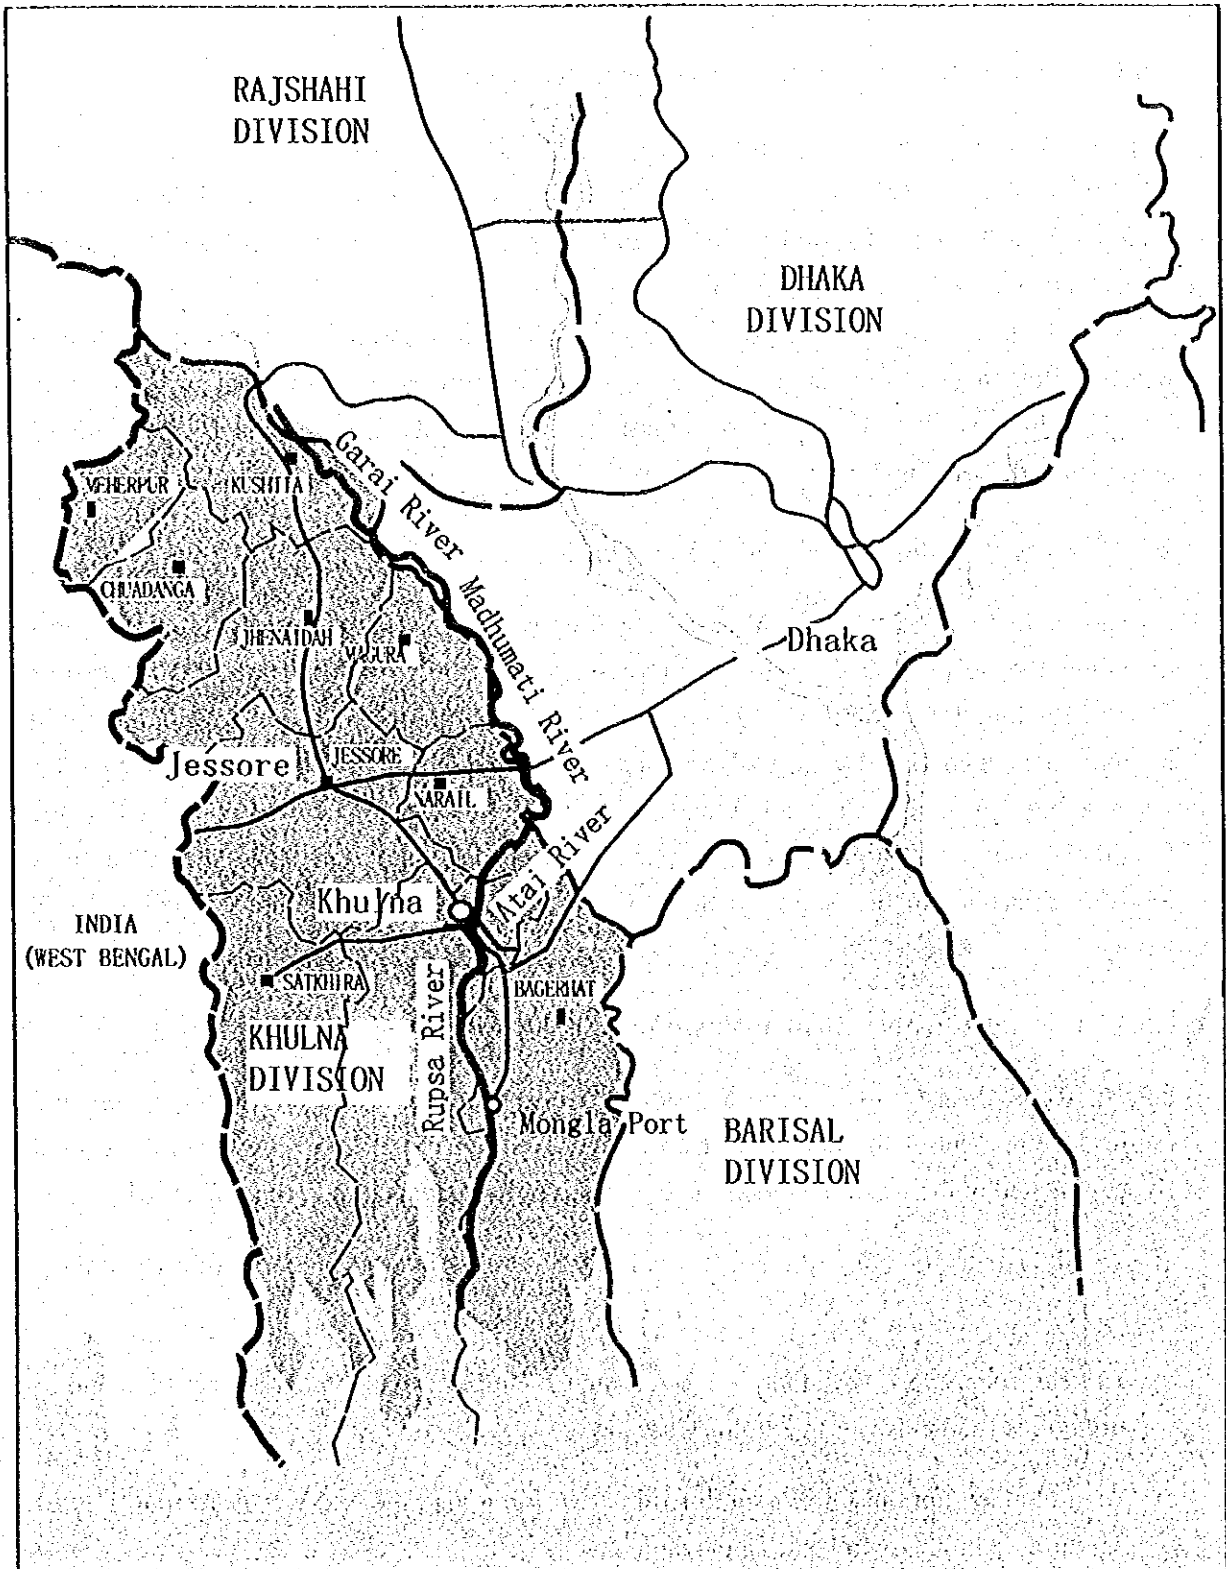 RAJSHAHI
DIVISION
DHAKA
DIVISION
Garai River
MEHERPUR
KUSHTIA
CHUADANGA
Madhumati River
JHENAIDAH
MAGURA
Dhaka
Jessore
JESSORE
NARAIL
Atai River
Khulna
INDIA
(WEST BENGAL)
SATKHIRA
BAGERHAT
Rupsa River
KHULNA
DIVISION
Mongla Port
BARISAL
DIVISION